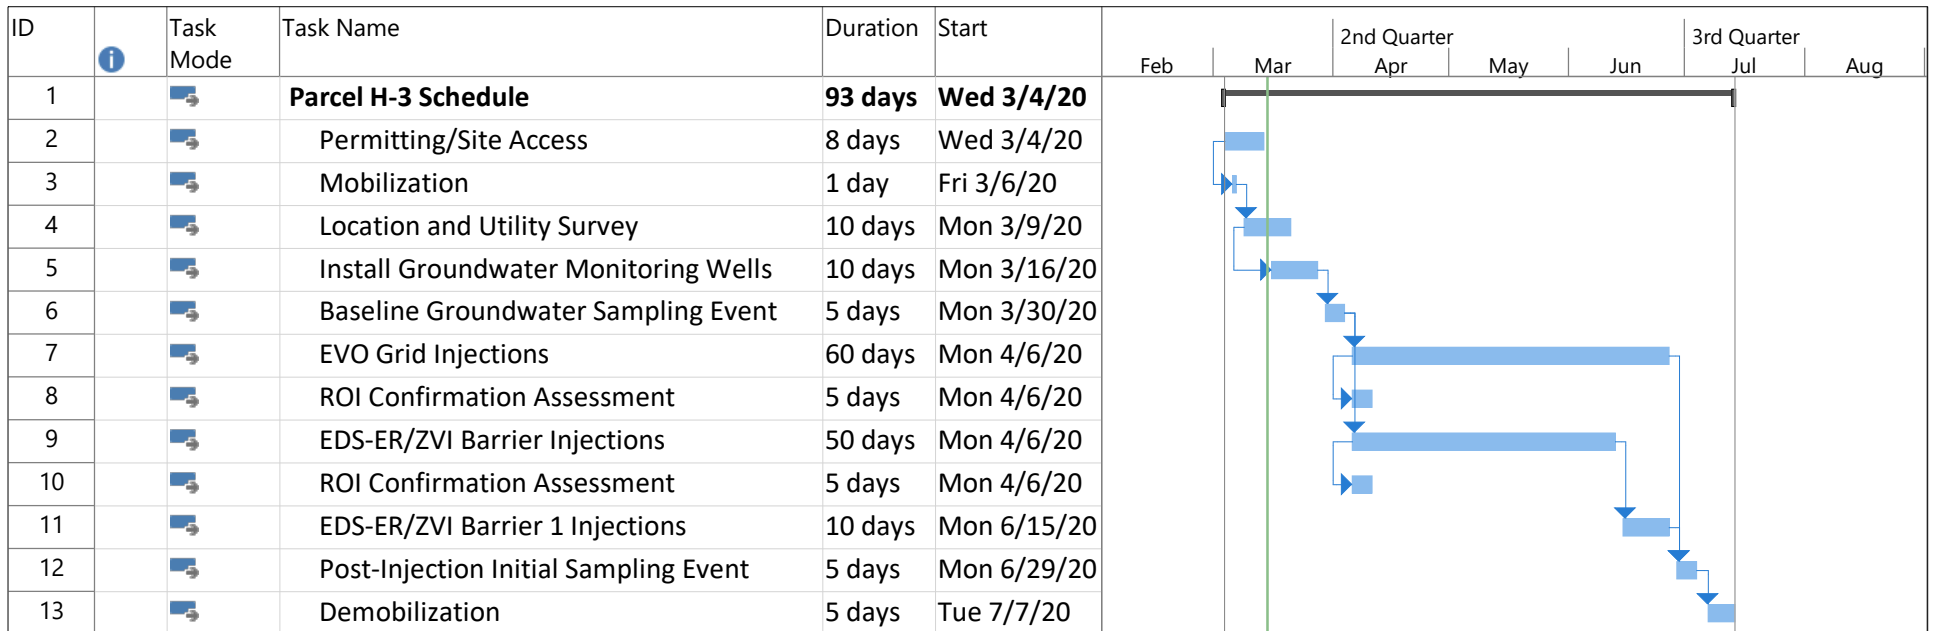 ID Task Mode Task Name Duration Start
2nd Quarter 3rd Quarter
Feb Mar Apr May Jun Jul Aug
1 Parcel H-3 Schedule 93 days Wed 3/4/20
2 Permitting/Site Access 8 days Wed 3/4/20
3 Mobilization 1 day Fri 3/6/20
4 Location and Utility Survey 10 days Mon 3/9/20
5 Install Groundwater Monitoring Wells 10 days Mon 3/16/20
6 Baseline Groundwater Sampling Event 5 days Mon 3/30/20
7 EVO Grid Injections 60 days Mon 4/6/20
8 ROI Confirmation Assessment 5 days Mon 4/6/20
9 EDS-ER/ZVI Barrier Injections 50 days Mon 4/6/20
10 ROI Confirmation Assessment 5 days Mon 4/6/20
11 EDS-ER/ZVI Barrier 1 Injections 10 days Mon 6/15/20
12 Post-Injection Initial Sampling Event 5 days Mon 6/29/20
13 Demobilization 5 days Tue 7/7/20